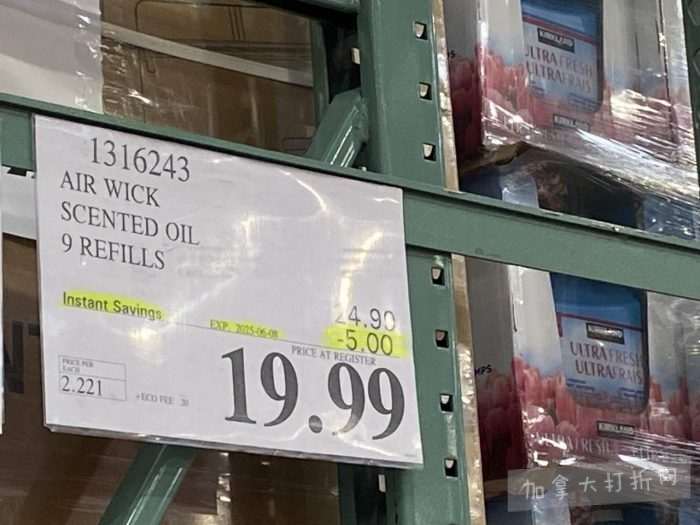 1316243
AIR WICK
SCENTED OIL
9 REFILLS
Instant Savings
24.90
EXP. 2025-06-08
-5.00
PRICE AT REGISTER
19.99
PRICE PER
EACH
2.221
+ECO FEE 20
KIRKLAND
ULTRA FRESH
ULTRAFRAIS
KIRKLAND
KIRKLAND
ULTRA FRESH
ULTRAFRAIS
KIRKLAND
加拿大打折网